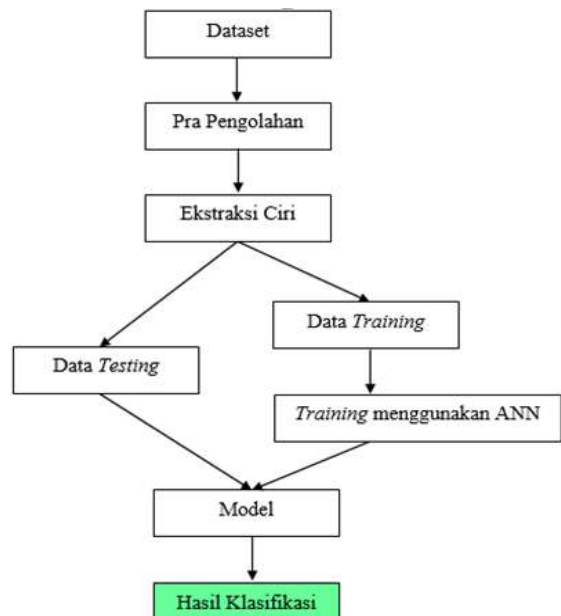 Dataset
Pra Pengolahan
Ekstraksi Ciri
Data Training
Data Testing
Training menggunakan ANN
Model
Hasil Klasifikasi